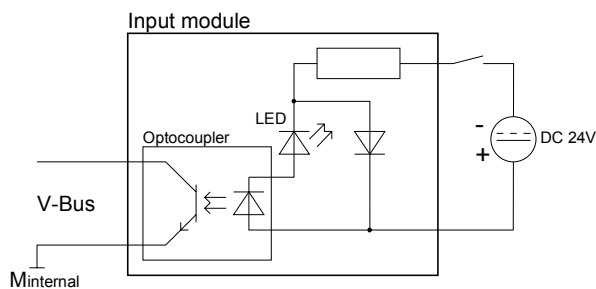 Input module
LED
Optocoupler
-
DC 24V
+
V-Bus
Minternal